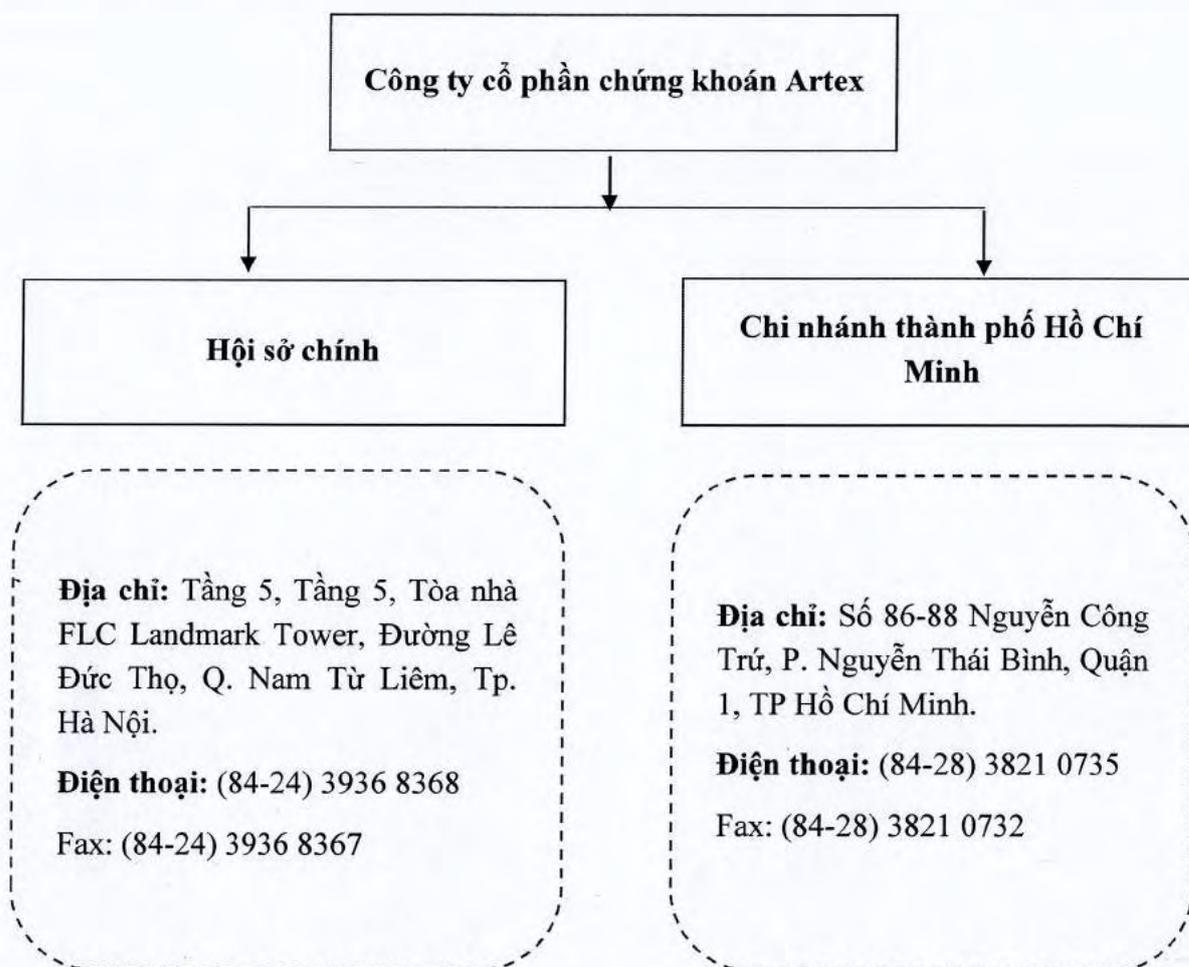 Công ty cổ phần chứng khoán Artex
Hội sở chính
Chi nhánh thành phố Hồ Chí
Minh
Địa chỉ: Tầng 5, Tầng 5, Tòa nhà
FLC Landmark Tower, Đường Lê
Đức Thọ, Q. Nam Từ Liêm, Tp.
Hà Nội.
Điện thoại: (84-24) 3936 8368
Fax: (84-24) 3936 8367
Địa chỉ: Số 86-88 Nguyễn Công
Trứ, P. Nguyễn Thái Bình, Quận
1, TP Hồ Chí Minh.
Điện thoại: (84-28) 3821 0735
Fax: (84-28) 3821 0732